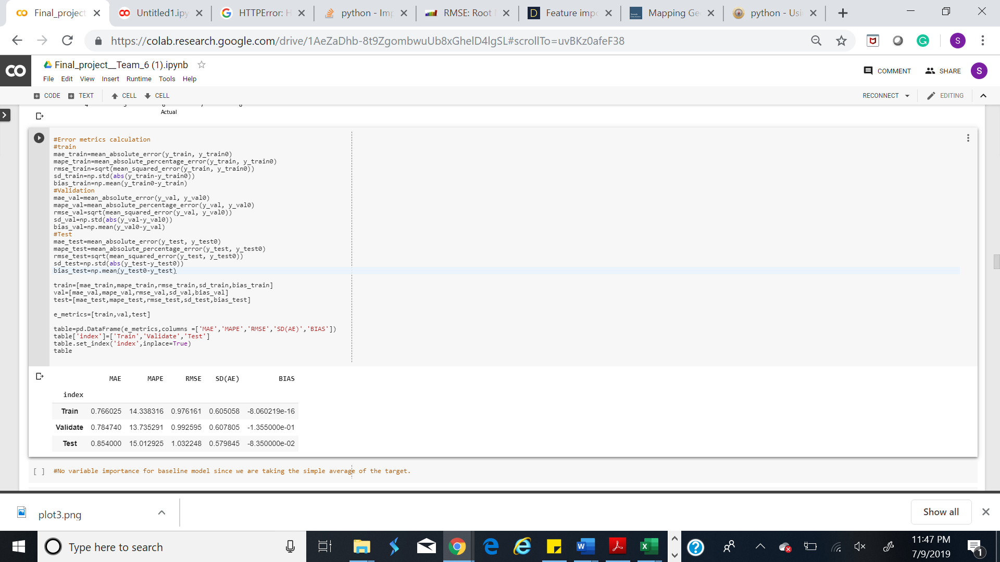 Final_project
Untitled1.ipy
HTTPError: H
python - Imp
RMSE: Root
Feature imp
Mapping Ge
python - Usi
https://colab.research.google.com/drive/1AeZaDhb-8t9ZgombwuUb8xGhelD4lgSL#scrollTo=uvBKz0afeF38
S
Final_project__Team_6 (1).ipynb
COMMENT
SHARE
S
File Edit View Insert Runtime Tools Help
CODE TEXT CELL CELL
RECONNECT
EDITING
4 5 6 7 8
Actual
#Error metrics calculation
#train
mae_train=mean_absolute_error(y_train, y_train0)
mape_train=mean_absolute_percentage_error(y_train, y_train0)
rmse_train=sqrt(mean_squared_error(y_train, y_train0))
sd_train=np.std(abs(y_train-y_train0))
bias_train=np.mean(y_train0-y_train)
#Validation
mae_val=mean_absolute_error(y_val, y_val0)
mape_val=mean_absolute_percentage_error(y_val, y_val0)
rmse_val=sqrt(mean_squared_error(y_val, y_val0))
sd_val=np.std(abs(y_val-y_val0))
bias_val=np.mean(y_val0-y_val)
#Test
mae_test=mean_absolute_error(y_test, y_test0)
mape_test=mean_absolute_percentage_error(y_test, y_test0)
rmse_test=sqrt(mean_squared_error(y_test, y_test0))
sd_test=np.std(abs(y_test-y_test0))
bias_test=np.mean(y_test0-y_test)
train=[mae_train,mape_train,rmse_train,sd_train,bias_train]
val=[mae_val,mape_val,rmse_val,sd_val,bias_val]
test=[mae_test,mape_test,rmse_test,sd_test,bias_test]
e_metrics=[train,val,test]
table=pd.DataFrame(e_metrics,columns =['MAE','MAPE','RMSE','SD(AE)','BIAS'])
table['index']=['Train','Validate','Test']
table.set_index('index',inplace=True)
table
MAE MAPE RMSE SD(AE) BIAS
index
Train 0.766025 14.338316 0.976161 0.605058 -8.060219e-16
Validate 0.784740 13.735291 0.992595 0.607805 -1.355000e-01
Test 0.854000 15.012925 1.032248 0.579845 -8.350000e-02
[ ] #No variable importance for baseline model since we are taking the simple average of the target.
plot3.png
Show all
Type here to search
11:47 PM
7/9/2019
1